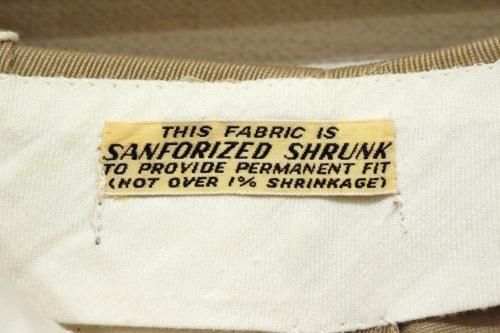 THIS FABRIC IS
SANFORIZED SHRUNK
TO PROVIDE PERMANENT FIT
(NOT OVER 1% SHRINKAGE)